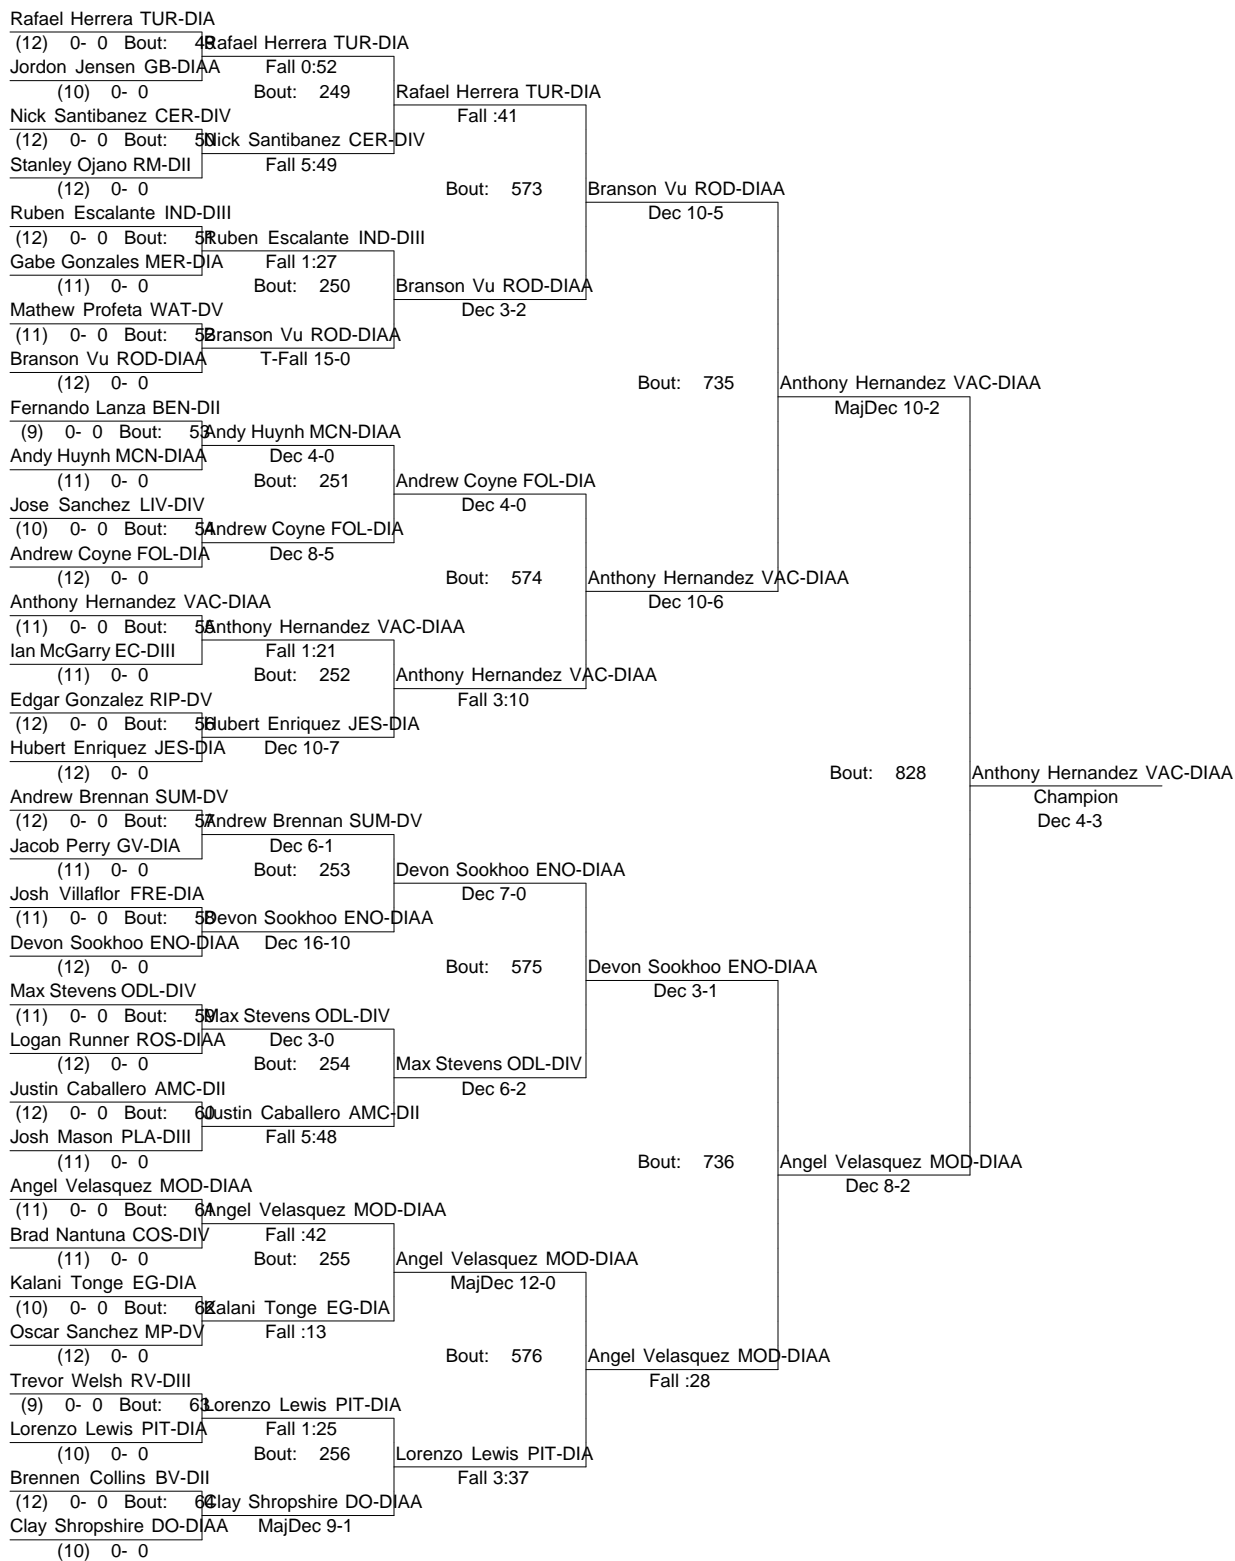 Rafael Herrera TUR-DIA
(12) 0- 0 Bout: 49 Rafael Herrera TUR-DIA
Jordon Jensen GB-DIAA Fall 0:52
(10) 0- 0 Bout: 249 Rafael Herrera TUR-DIA
Nick Santibanez CER-DIV Fall :41
(12) 0- 0 Bout: 50 Nick Santibanez CER-DIV
Stanley Ojano RM-DII Fall 5:49
(12) 0- 0 Bout: 573 Branson Vu ROD-DIAA
Ruben Escalante IND-DIII Dec 10-5
(12) 0- 0 Bout: 51 Ruben Escalante IND-DIII
Gabe Gonzales MER-DIA Fall 1:27
(11) 0- 0 Bout: 250 Branson Vu ROD-DIAA
Mathew Profeta WAT-DV Dec 3-2
(11) 0- 0 Bout: 52 Branson Vu ROD-DIAA
Branson Vu ROD-DIAA T-Fall 15-0
(12) 0- 0 Bout: 735 Anthony Hernandez VAC-DIAA
Fernando Lanza BEN-DII MajDec 10-2
(9) 0- 0 Bout: 53 Andy Huynh MCN-DIAA
Andy Huynh MCN-DIAA Dec 4-0
(11) 0- 0 Bout: 251 Andrew Coyne FOL-DIA
Jose Sanchez LIV-DIV Dec 4-0
(10) 0- 0 Bout: 54 Andrew Coyne FOL-DIA
Andrew Coyne FOL-DIA Dec 8-5
(12) 0- 0 Bout: 574 Anthony Hernandez VAC-DIAA
Anthony Hernandez VAC-DIAA Dec 10-6
(11) 0- 0 Bout: 55 Anthony Hernandez VAC-DIAA
Ian McGarry EC-DIII Fall 1:21
(11) 0- 0 Bout: 252 Anthony Hernandez VAC-DIAA
Edgar Gonzalez RIP-DV Fall 3:10
(12) 0- 0 Bout: 56 Hubert Enriquez JES-DIA
Hubert Enriquez JES-DIA Dec 10-7
(12) 0- 0 Bout: 828 Anthony Hernandez VAC-DIAA
Andrew Brennan SUM-DV Champion
(12) 0- 0 Bout: 57 Andrew Brennan SUM-DV Dec 4-3
Jacob Perry GV-DIA Dec 6-1
(11) 0- 0 Bout: 253 Devon Sookhoo ENO-DIAA
Josh Villaflor FRE-DIA Dec 7-0
(11) 0- 0 Bout: 58 Devon Sookhoo ENO-DIAA
Devon Sookhoo ENO-DIAA Dec 16-10
(12) 0- 0 Bout: 575 Devon Sookhoo ENO-DIAA
Max Stevens ODL-DIV Dec 3-1
(11) 0- 0 Bout: 59 Max Stevens ODL-DIV
Logan Runner ROS-DIAA Dec 3-0
(12) 0- 0 Bout: 254 Max Stevens ODL-DIV
Justin Caballero AMC-DII Dec 6-2
(12) 0- 0 Bout: 60 Justin Caballero AMC-DII
Josh Mason PLA-DIII Fall 5:48
(11) 0- 0 Bout: 736 Angel Velasquez MOD-DIAA
Angel Velasquez MOD-DIAA Dec 8-2
(11) 0- 0 Bout: 61 Angel Velasquez MOD-DIAA
Brad Nantuna COS-DIV Fall :42
(11) 0- 0 Bout: 255 Angel Velasquez MOD-DIAA
Kalani Tonge EG-DIA MajDec 12-0
(10) 0- 0 Bout: 62 Kalani Tonge EG-DIA
Oscar Sanchez MP-DV Fall :13
(12) 0- 0 Bout: 576 Angel Velasquez MOD-DIAA
Trevor Welsh RV-DIII Fall :28
(9) 0- 0 Bout: 63 Lorenzo Lewis PIT-DIA
Lorenzo Lewis PIT-DIA Fall 1:25
(10) 0- 0 Bout: 256 Lorenzo Lewis PIT-DIA
Brennen Collins BV-DII Fall 3:37
(12) 0- 0 Bout: 64 Clay Shropshire DO-DIAA
Clay Shropshire DO-DIAA MajDec 9-1
(10) 0- 0